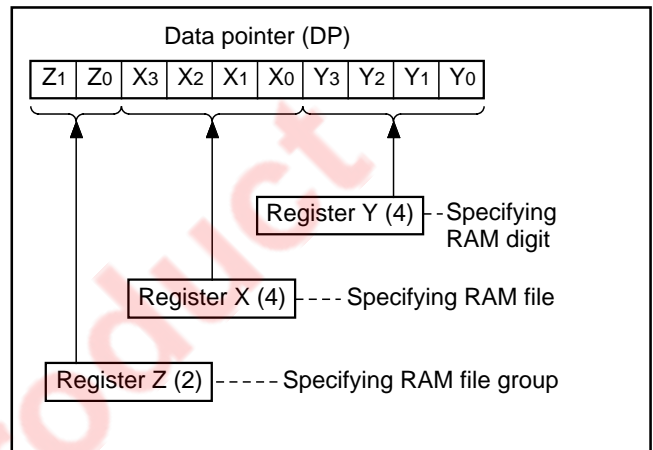 Data pointer (DP)
Z1 Z0 X3 X2 X1 X0 Y3 Y2 Y1 Y0
Register Y (4) Specifying
RAM digit
Register X (4) Specifying RAM file
Register Z (2) Specifying RAM file group
roduct